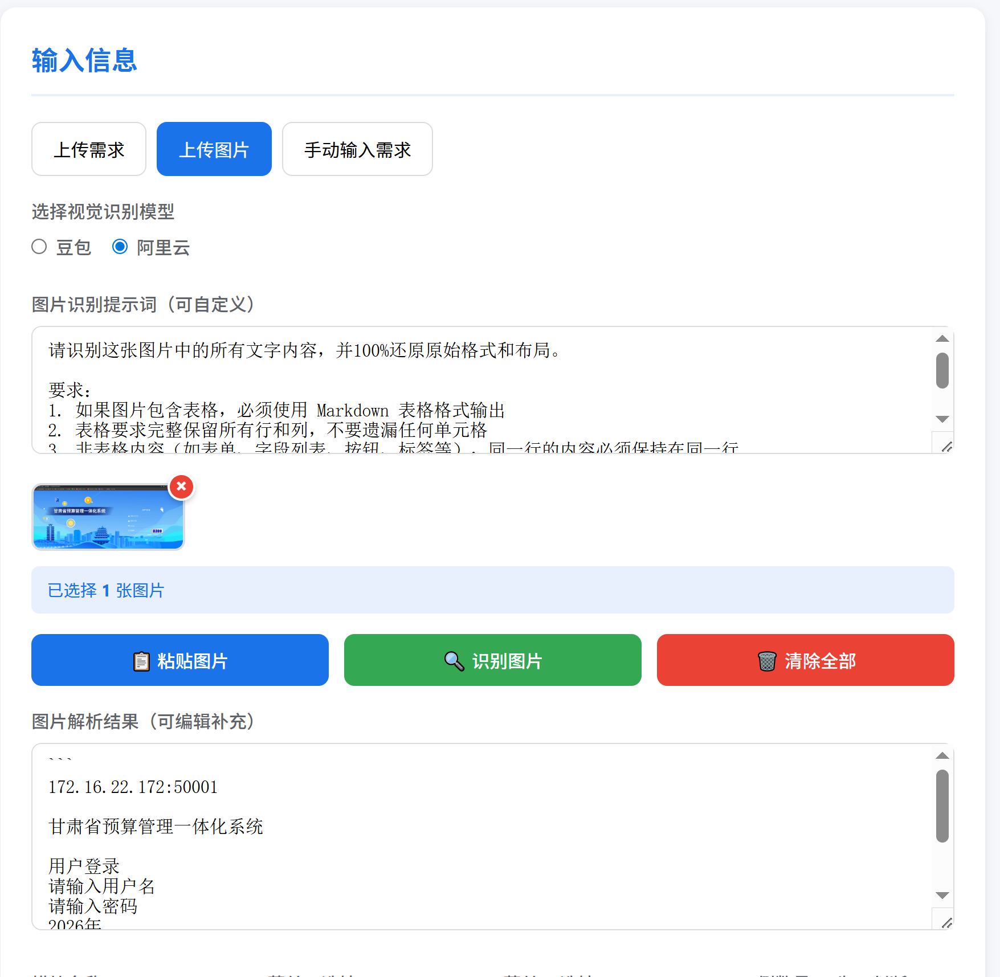 输入信息
上传需求 上传图片 手动输入需求
选择视觉识别模型
豆包 阿里云
图片识别提示词（可自定义）
请识别这张图片中的所有文字内容，并100%还原原始格式和布局。
要求：
1. 如果图片包含表格，必须使用 Markdown 表格格式输出
2. 表格要求完整保留所有行和列，不要遗漏任何单元格
3. 非表格内容（如表单、字段列表、按钮、标签等），同一行的内容必须保持在同一行
甘肃省预算管理一体化系统
已选择 1 张图片
📋 粘贴图片 🔍 识别图片 🗑️ 清除全部
图片解析结果（可编辑补充）
```
172.16.22.172:50001
甘肃省预算管理一体化系统
用户登录
请输入用户名
请输入密码
2026年